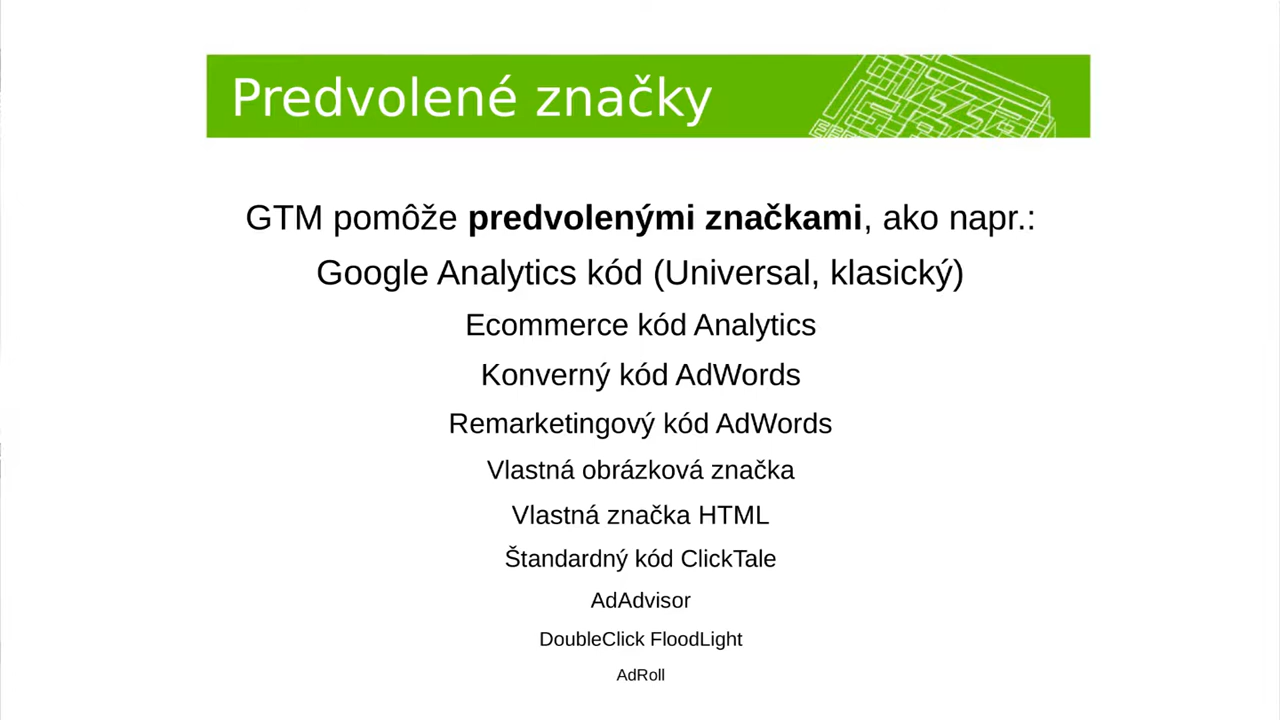 Predvolené značky
GTM pomôže predvolenými značkami, ako napr.:
Google Analytics kód (Universal, klasický)
Ecommerce kód Analytics
Konverný kód AdWords
Remarketingový kód AdWords
Vlastná obrázková značka
Vlastná značka HTML
Štandardný kód ClickTale
AdAdvisor
DoubleClick FloodLight
AdRoll